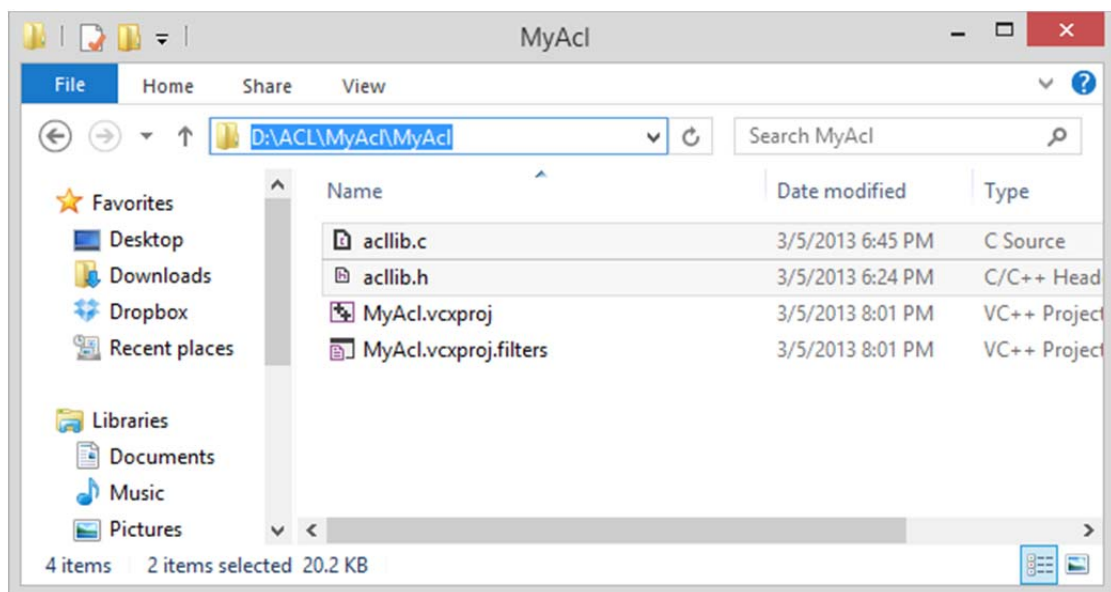 MyAcl
File Home Share View
D:\ACL\MyAcl\MyAcl
Search MyAcl
Name Date modified Type
Favorites
Desktop
Downloads
Dropbox
Recent places
Libraries
Documents
Music
Pictures
acllib.c 3/5/2013 6:45 PM C Source
acllib.h 3/5/2013 6:24 PM C/C++ Head
MyAcl.vcxproj 3/5/2013 8:01 PM VC++ Project
MyAcl.vcxproj.filters 3/5/2013 8:01 PM VC++ Project
4 items 2 items selected 20.2 KB